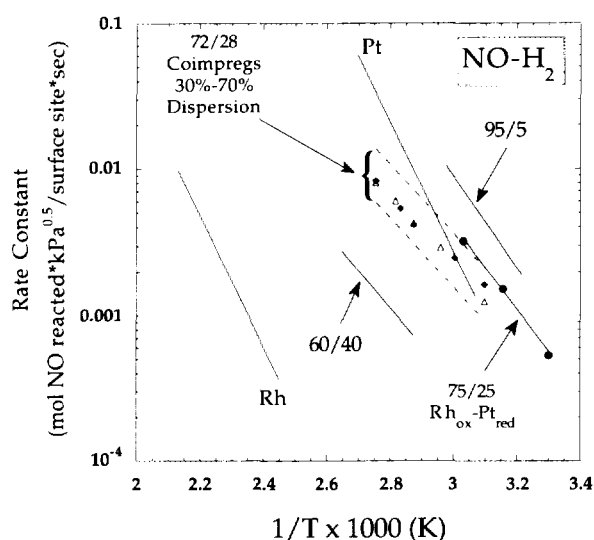 0.1
72/28
Coimpregs
30%-70%
Dispersion
Pt
NO-H₂
95/5
0.01
Rate Constant
(mol NO reacted*kPa⁰·⁵/surface site*sec)
0.001
60/40
Rh
75/25
Rhₒₓ-Ptᵣₑd
10⁻⁴
2 2.2 2.4 2.6 2.8 3 3.2 3.4
1/T x 1000 (K)